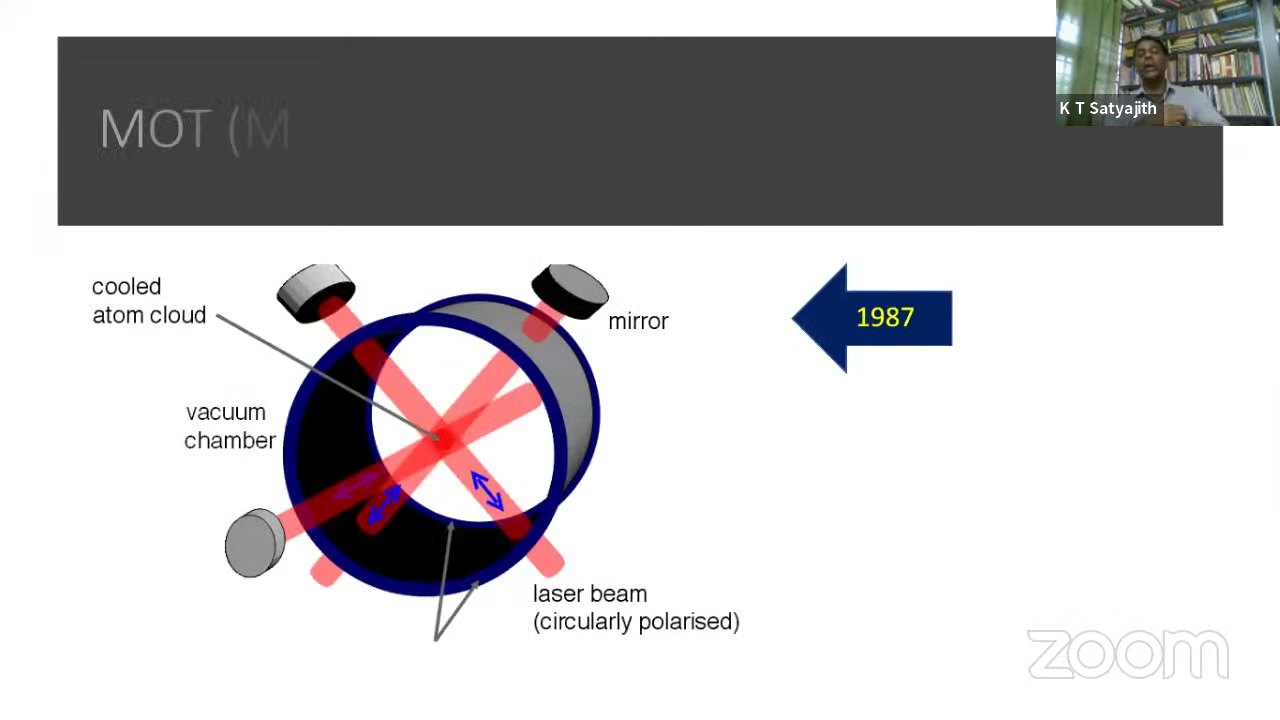 K T Satyajith
MOT (M
cooled
atom cloud
mirror
1987
vacuum
chamber
laser beam
(circularly polarised)
zoom